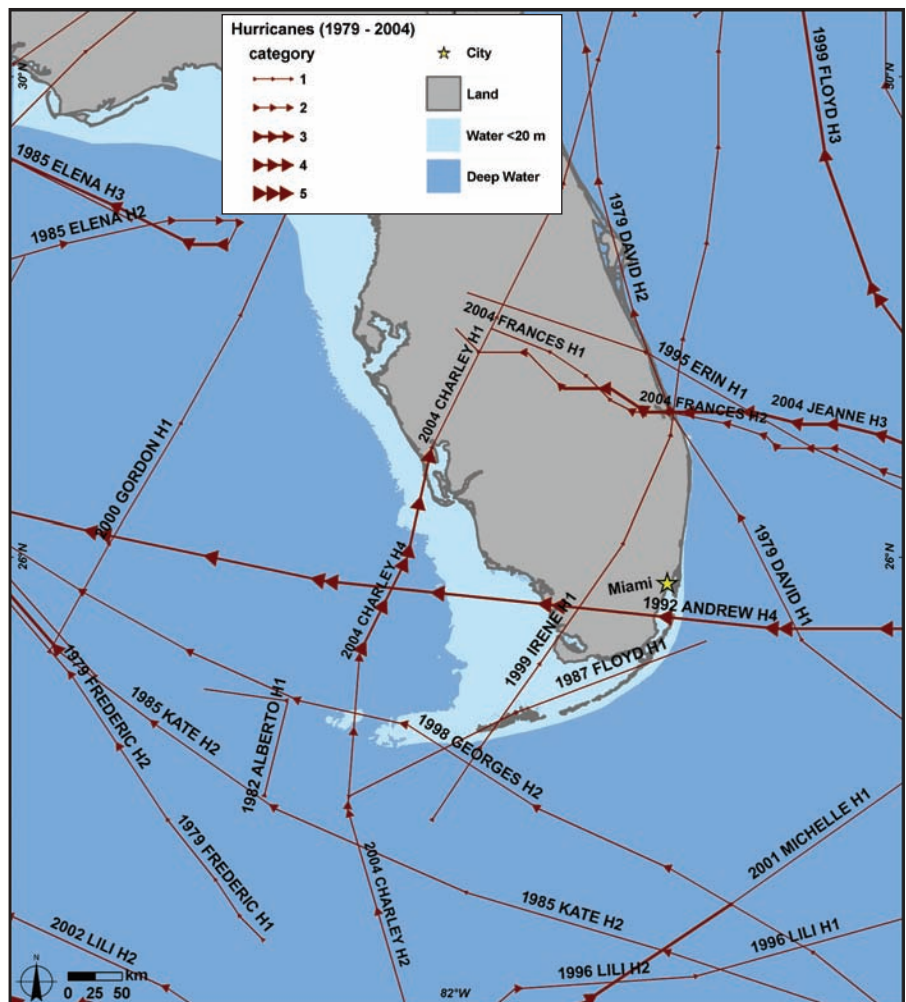 Hurricanes (1979 - 2004)
category
1
2
3
4
5
City
Land
Water <20 m
Deep Water
30°N
30°N
1999 FLOYD H3
1985 ELENA H3
1985 ELENA H2
1979 DAVID H2
2004 FRANCES H1
2004 CHARLEY H1
1995 ERIN H1
2004 FRANCES H2
2004 JEANNE H3
2000 GORDON H1
26°N
26°N
2004 CHARLEY H4
Miami
1979 DAVID H1
1992 ANDREW H4
1999 IRENE H1
1987 FLOYD H1
1979 FREDERIC H2
1985 KATE H2
1982 ALBERTO H1
1998 GEORGES H2
2001 MICHELLE H1
1979 FREDERIC H1
2004 CHARLEY H2
1985 KATE H2
2002 LILI H2
1996 LILI H1
1996 LILI H2
N
km
0 25 50
82°W